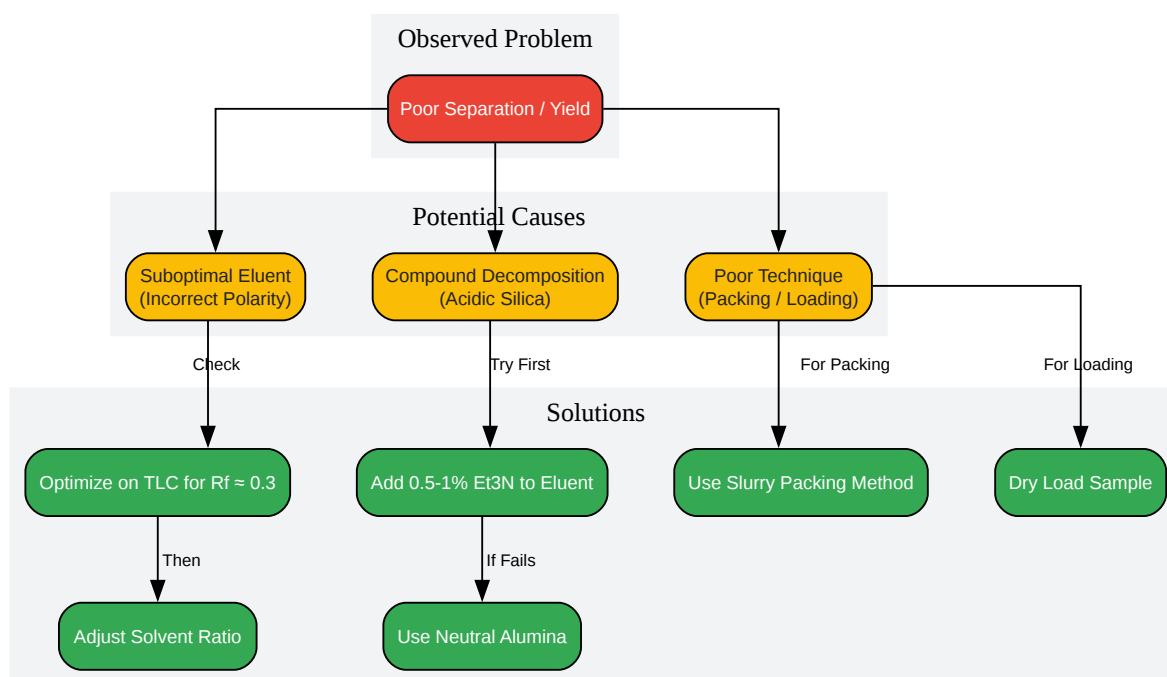 Observed Problem
Poor Separation / Yield
Potential Causes
Suboptimal Eluent
(Incorrect Polarity)
Compound Decomposition
(Acidic Silica)
Poor Technique
(Packing / Loading)
Check
Try First
For Packing
For Loading
Solutions
Optimize on TLC for Rf ≈ 0.3
Add 0.5-1% Et3N to Eluent
Use Slurry Packing Method
Dry Load Sample
Then
If Fails
Adjust Solvent Ratio
Use Neutral Alumina